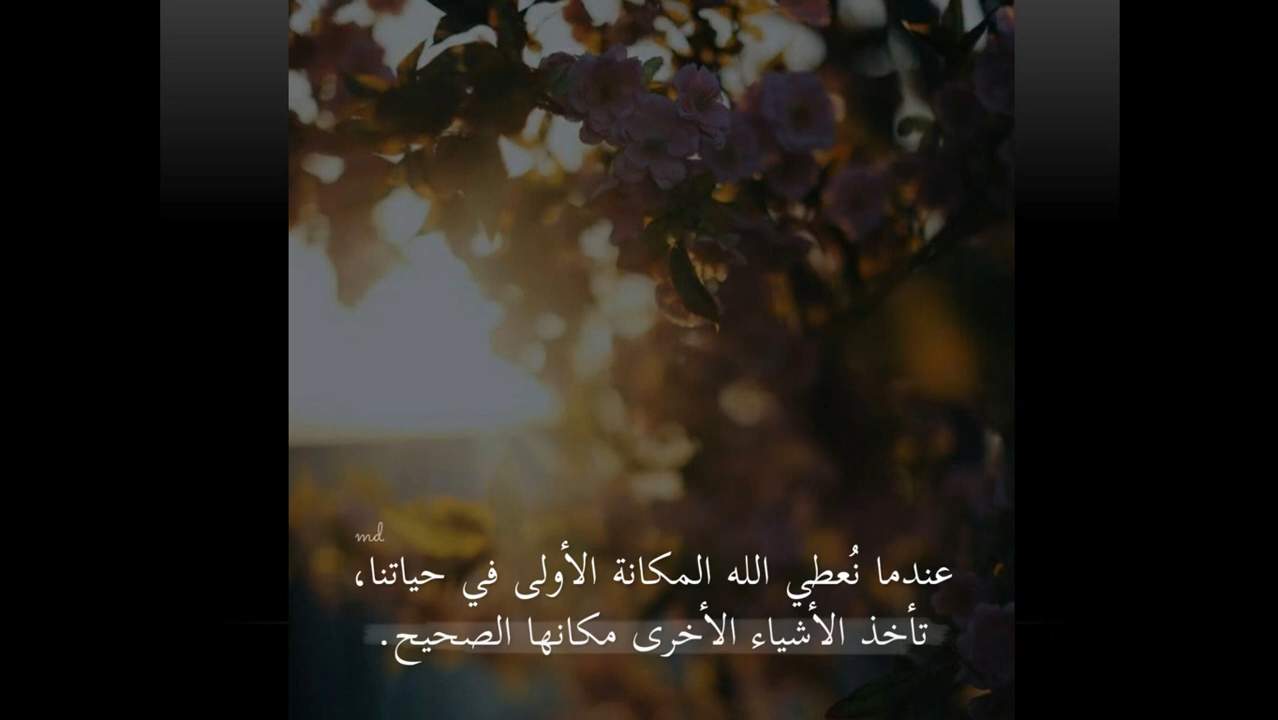 md
عندما نُعطي الله المكانة الأولى في حياتنا،
تأخذ الأشياء الأخرى مكانها الصحيح.